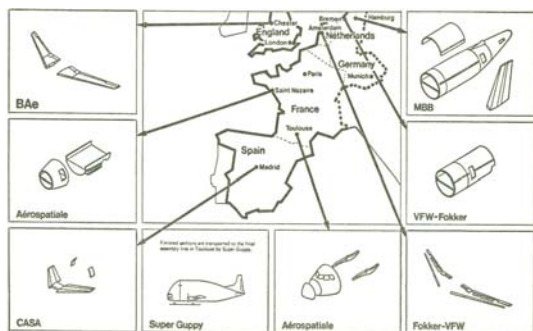 BAe
Aérospatiale
CASA
Chester
England
London
Bremen
Hamburg
Amsterdam
Netherlands
Germany
Paris
Munich
Saint Nazaire
France
Toulouse
Spain
Madrid
Finished sections are transported to the final
assembly line in Toulouse by Super Guppy.
Super Guppy
Aérospatiale
MBB
VFW-Fokker
Fokker-VFW